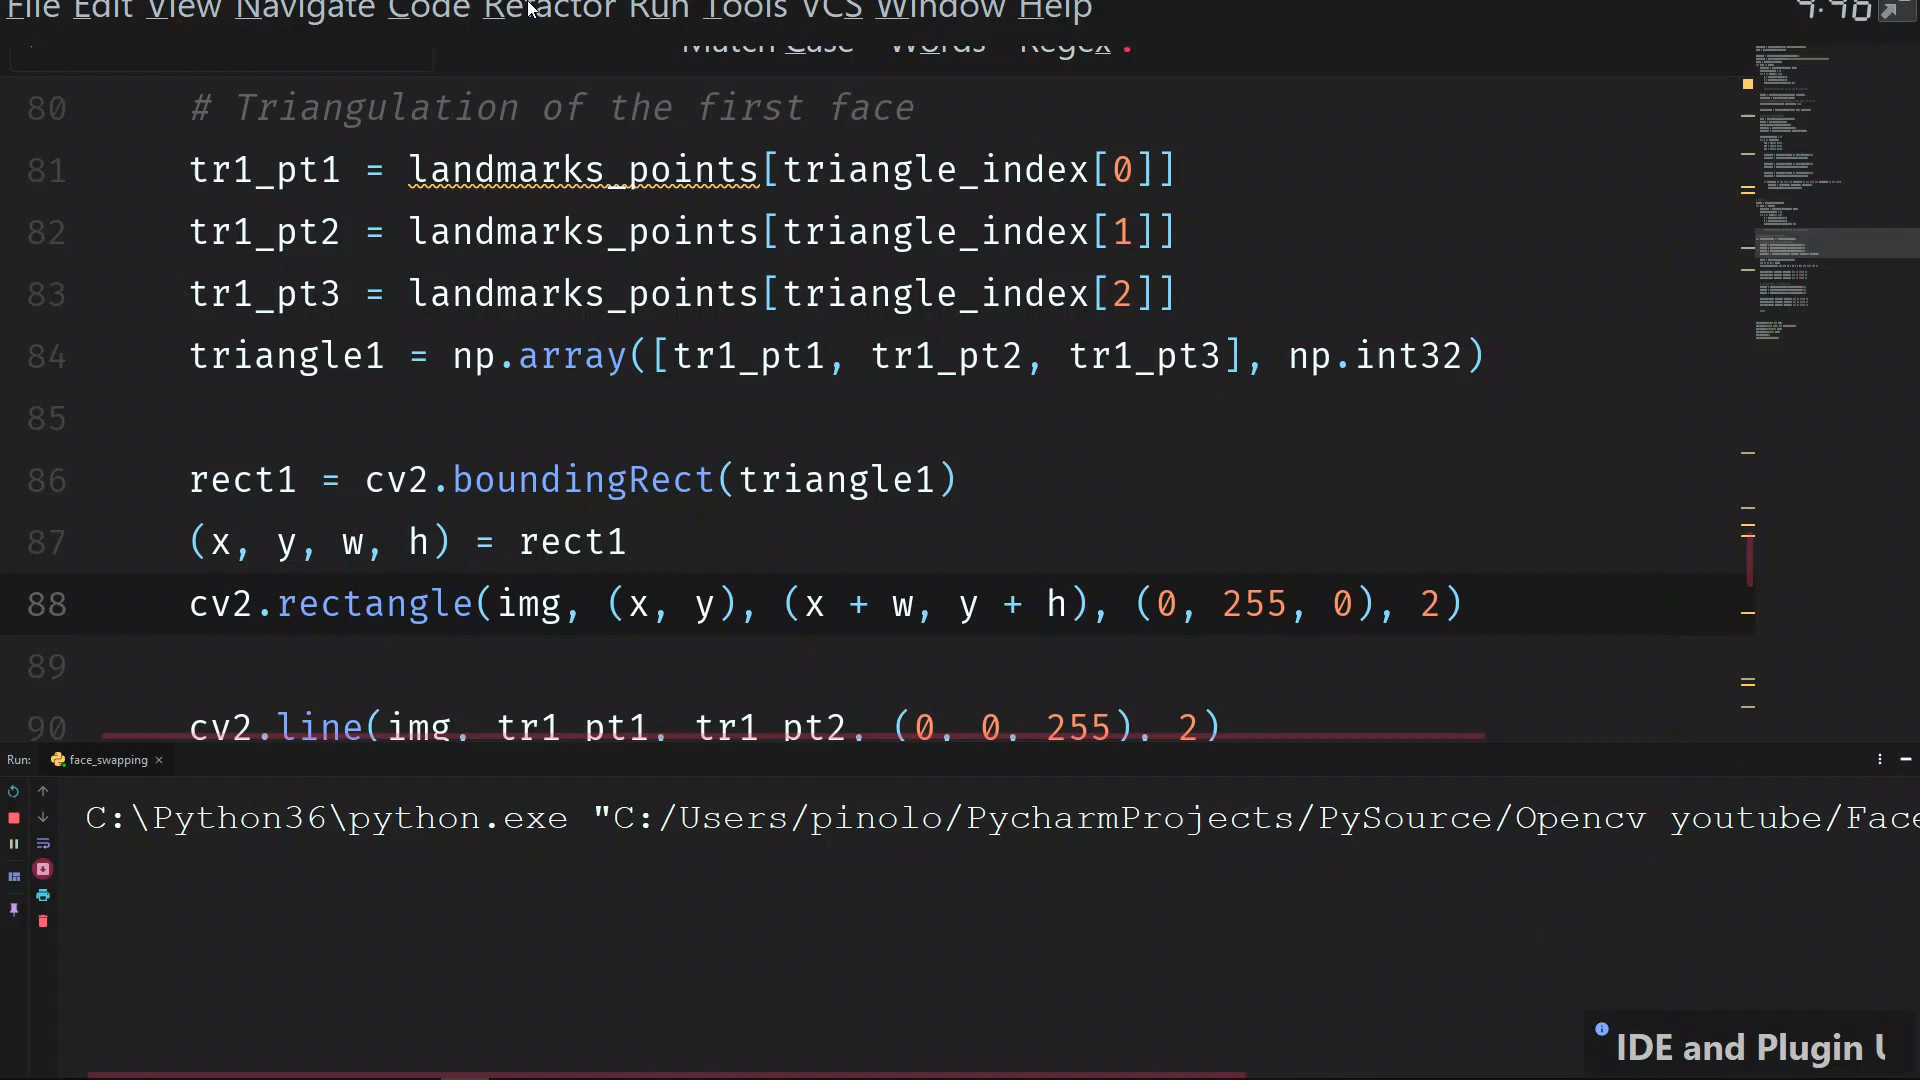 File Edit View Navigate Code Refactor Run Tools VCS Window Help
Match Case Words Regex ?
80 # Triangulation of the first face
81 tr1_pt1 = landmarks_points[triangle_index[0]]
82 tr1_pt2 = landmarks_points[triangle_index[1]]
83 tr1_pt3 = landmarks_points[triangle_index[2]]
84 triangle1 = np.array([tr1_pt1, tr1_pt2, tr1_pt3], np.int32)
85
86 rect1 = cv2.boundingRect(triangle1)
87 (x, y, w, h) = rect1
88 cv2.rectangle(img, (x, y), (x + w, y + h), (0, 255, 0), 2)
89
90 cv2.line(img, tr1_pt1, tr1_pt2, (0, 0, 255), 2)
Run: face_swapping
C:\Python36\python.exe "C:/Users/pinolo/PycharmProjects/PySource/Opencv youtube/Face
IDE and Plugin